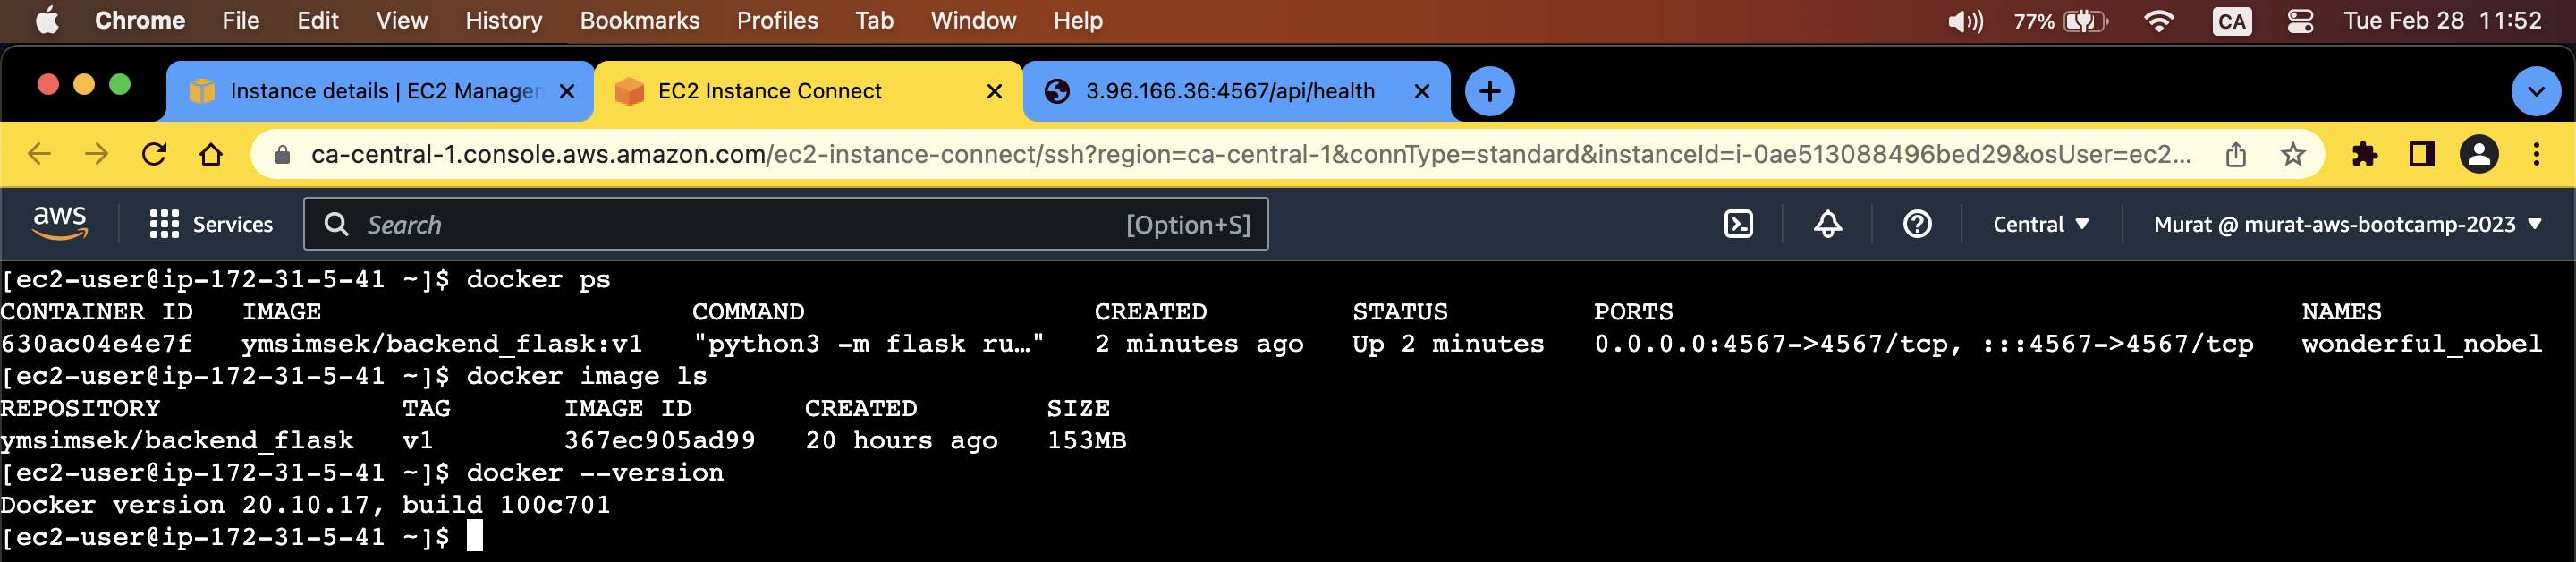 Chrome File Edit View History Bookmarks Profiles Tab Window Help 77% CA Tue Feb 28 11:52
Instance details | EC2 Managen EC2 Instance Connect 3.96.166.36:4567/api/health
ca-central-1.console.aws.amazon.com/ec2-instance-connect/ssh?region=ca-central-1&connType=standard&instanceId=i-0ae513088496bed29&osUser=ec2...
aws Services Search [Option+S] Central Murat @ murat-aws-bootcamp-2023
[ec2-user@ip-172-31-5-41 ~]$ docker ps
CONTAINER ID IMAGE COMMAND CREATED STATUS PORTS NAMES
630ac04e4e7f ymsimsek/backend_flask:v1 "python3 -m flask ru…" 2 minutes ago Up 2 minutes 0.0.0.0:4567->4567/tcp, :::4567->4567/tcp wonderful_nobel
[ec2-user@ip-172-31-5-41 ~]$ docker image ls
REPOSITORY TAG IMAGE ID CREATED SIZE
ymsimsek/backend_flask v1 367ec905ad99 20 hours ago 153MB
[ec2-user@ip-172-31-5-41 ~]$ docker --version
Docker version 20.10.17, build 100c701
[ec2-user@ip-172-31-5-41 ~]$